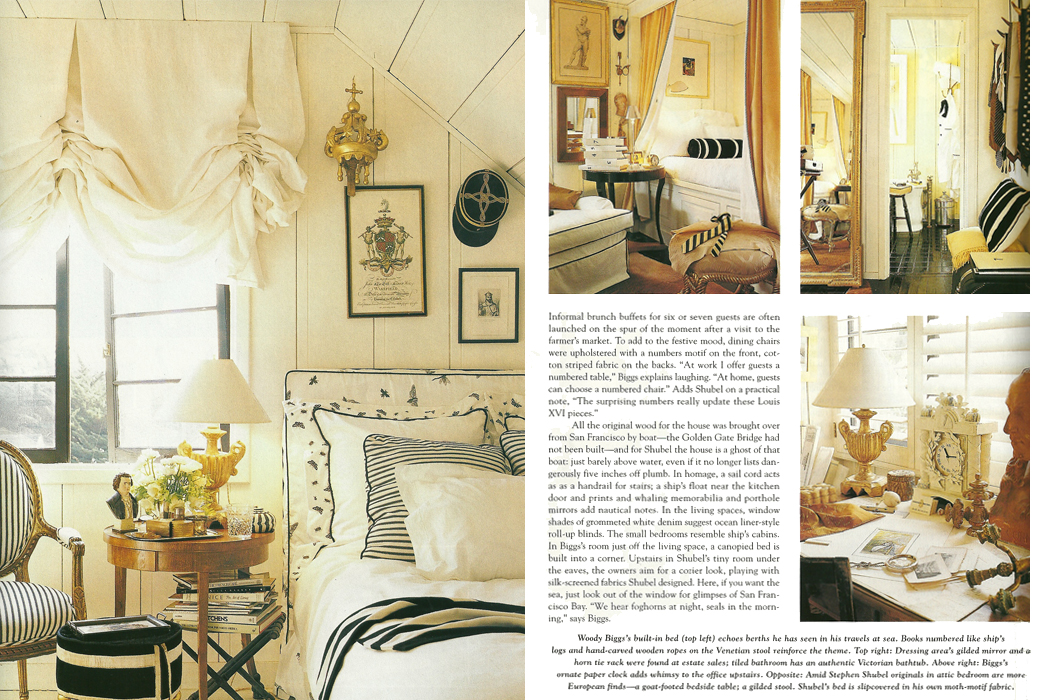 Informal brunch buffets for six or seven guests are often
launched on the spur of the moment after a visit to the
farmer's market. To add to the festive mood, dining chairs
were upholstered with a numbers motif on the front, cot-
ton striped fabric on the backs. "At work I offer guests a
numbered table," Biggs explains laughing. "At home, guests
can choose a numbered chair." Adds Shubel on a practical
note, "The surprising numbers really update these Louis
XVI pieces."
All the original wood for the house was brought over
from San Francisco by boat—the Golden Gate Bridge had
not been built—and for Shubel the house is a ghost of that
boat: just barely above water, even if it no longer lists dan-
gerously five inches off plumb. In homage, a sail cord acts
as as a handrail for stairs; a ship's float near the kitchen
door and prints and whaling memorabilia and porthole
mirrors add nautical notes. In the living spaces, window
shades of grommeted white denim suggest ocean liner-style
roll-up blinds. The small bedrooms resemble ship's cabins.
In Biggs's room just off the living space, a canopied bed is
built into a corner. Upstairs in Shubel's tiny room under
the eaves, the owners aim for a cozier look, playing with
silk-screened fabrics Shubel designed. Here, if you want the
sea, just look out of the window for glimpses of San Fran-
cisco Bay. "We hear foghorns at night, seals in the morn-
ing," says Biggs.
Woody Biggs's built-in bed (top left) echoes berths he has seen in his travels at sea. Books numbered like ship's
logs and hand-carved wooden ropes on the Venetian stool reinforce the theme. Top right: Dressing area's gilded mirror and a
horn tie rack were found at estate sales; tiled bathroom has an authentic Victorian bathtub. Above right: Biggs's
ornate paper clock adds whimsy to the office upstairs. Opposite: Amid Stephen Shubel originals in attic bedroom are more
European finds—a goat-footed bedside table; a gilded stool. Shubel's bed is slipcovered in his own moth-motif fabric.
KITCHENS